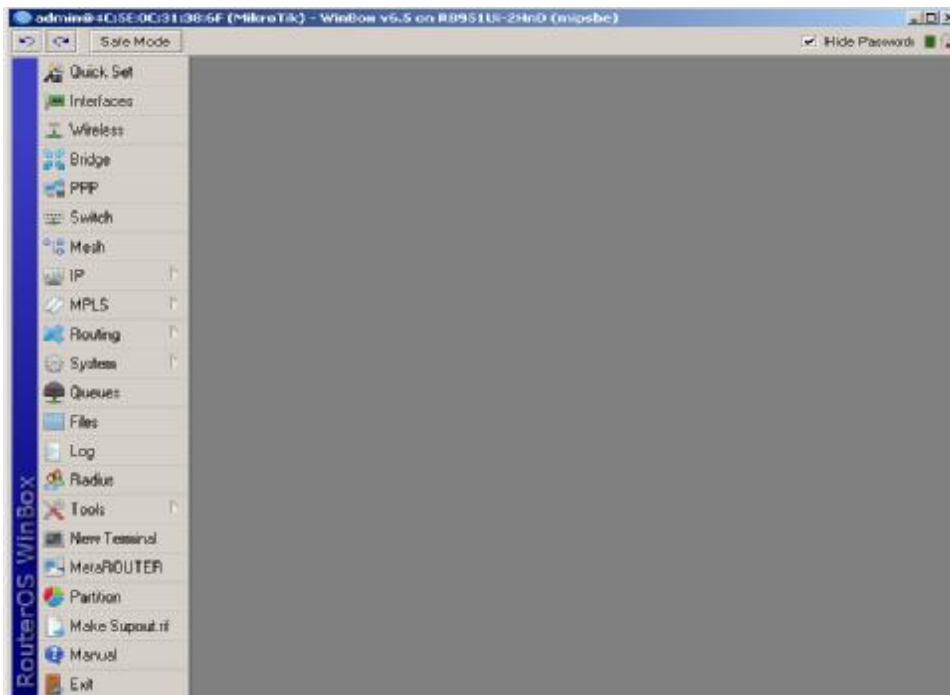 admin@4C:5E:0C:31:38:6F (MikroTik) - WinBox v6.5 on RB951Ui-2HnD (mipsbe)
Safe Mode
Hide Passwords
Quick Set
Interfaces
Wireless
Bridge
PPP
Switch
Mesh
IP
MPLS
Routing
System
Queues
Files
Log
Radius
Tools
New Terminal
MetaROUTER
Partition
Make Supout.rif
Manual
Exit
RouterOS WinBox